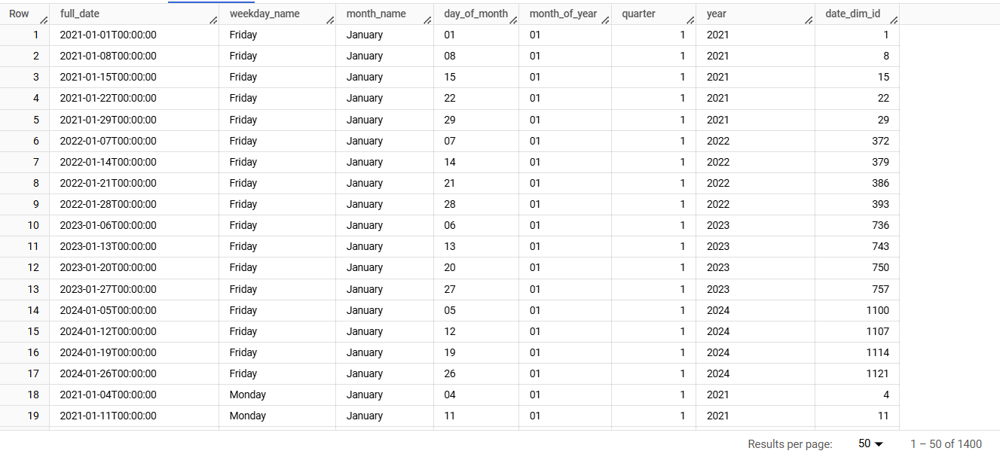 Row full_date weekday_name month_name day_of_month month_of_year quarter year date_dim_id
1 2021-01-01T00:00:00 Friday January 01 01 1 2021 1
2 2021-01-08T00:00:00 Friday January 08 01 1 2021 8
3 2021-01-15T00:00:00 Friday January 15 01 1 2021 15
4 2021-01-22T00:00:00 Friday January 22 01 1 2021 22
5 2021-01-29T00:00:00 Friday January 29 01 1 2021 29
6 2022-01-07T00:00:00 Friday January 07 01 1 2022 372
7 2022-01-14T00:00:00 Friday January 14 01 1 2022 379
8 2022-01-21T00:00:00 Friday January 21 01 1 2022 386
9 2022-01-28T00:00:00 Friday January 28 01 1 2022 393
10 2023-01-06T00:00:00 Friday January 06 01 1 2023 736
11 2023-01-13T00:00:00 Friday January 13 01 1 2023 743
12 2023-01-20T00:00:00 Friday January 20 01 1 2023 750
13 2023-01-27T00:00:00 Friday January 27 01 1 2023 757
14 2024-01-05T00:00:00 Friday January 05 01 1 2024 1100
15 2024-01-12T00:00:00 Friday January 12 01 1 2024 1107
16 2024-01-19T00:00:00 Friday January 19 01 1 2024 1114
17 2024-01-26T00:00:00 Friday January 26 01 1 2024 1121
18 2021-01-04T00:00:00 Monday January 04 01 1 2021 4
19 2021-01-11T00:00:00 Monday January 11 01 1 2021 11
Results per page: 50 1 – 50 of 1400